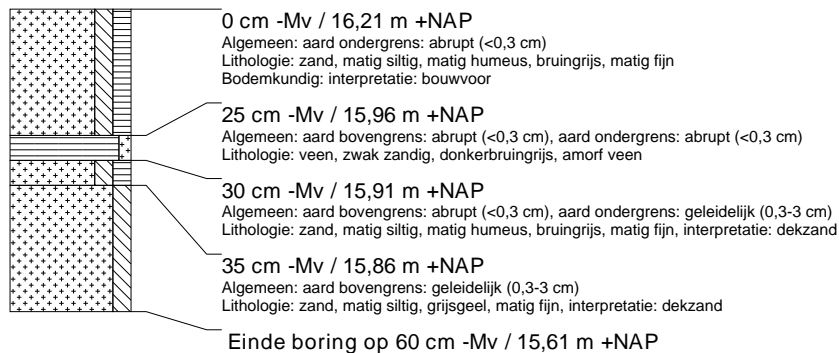 0 cm -Mv / 16,21 m +NAP
Algemeen: aard ondergrens: abrupt (<0,3 cm)
Lithologie: zand, matig siltig, matig humeus, bruingrijs, matig fijn
Bodemkundig: interpretatie: bouwvoor
25 cm -Mv / 15,96 m +NAP
Algemeen: aard bovengrens: abrupt (<0,3 cm), aard ondergrens: abrupt (<0,3 cm)
Lithologie: veen, zwak zandig, donkerbruingrijs, amorf veen
30 cm -Mv / 15,91 m +NAP
Algemeen: aard bovengrens: abrupt (<0,3 cm), aard ondergrens: geleidelijk (0,3-3 cm)
Lithologie: zand, matig siltig, matig humeus, bruingrijs, matig fijn, interpretatie: dekzand
35 cm -Mv / 15,86 m +NAP
Algemeen: aard bovengrens: geleidelijk (0,3-3 cm)
Lithologie: zand, matig siltig, grijsgeel, matig fijn, interpretatie: dekzand
Einde boring op 60 cm -Mv / 15,61 m +NAP